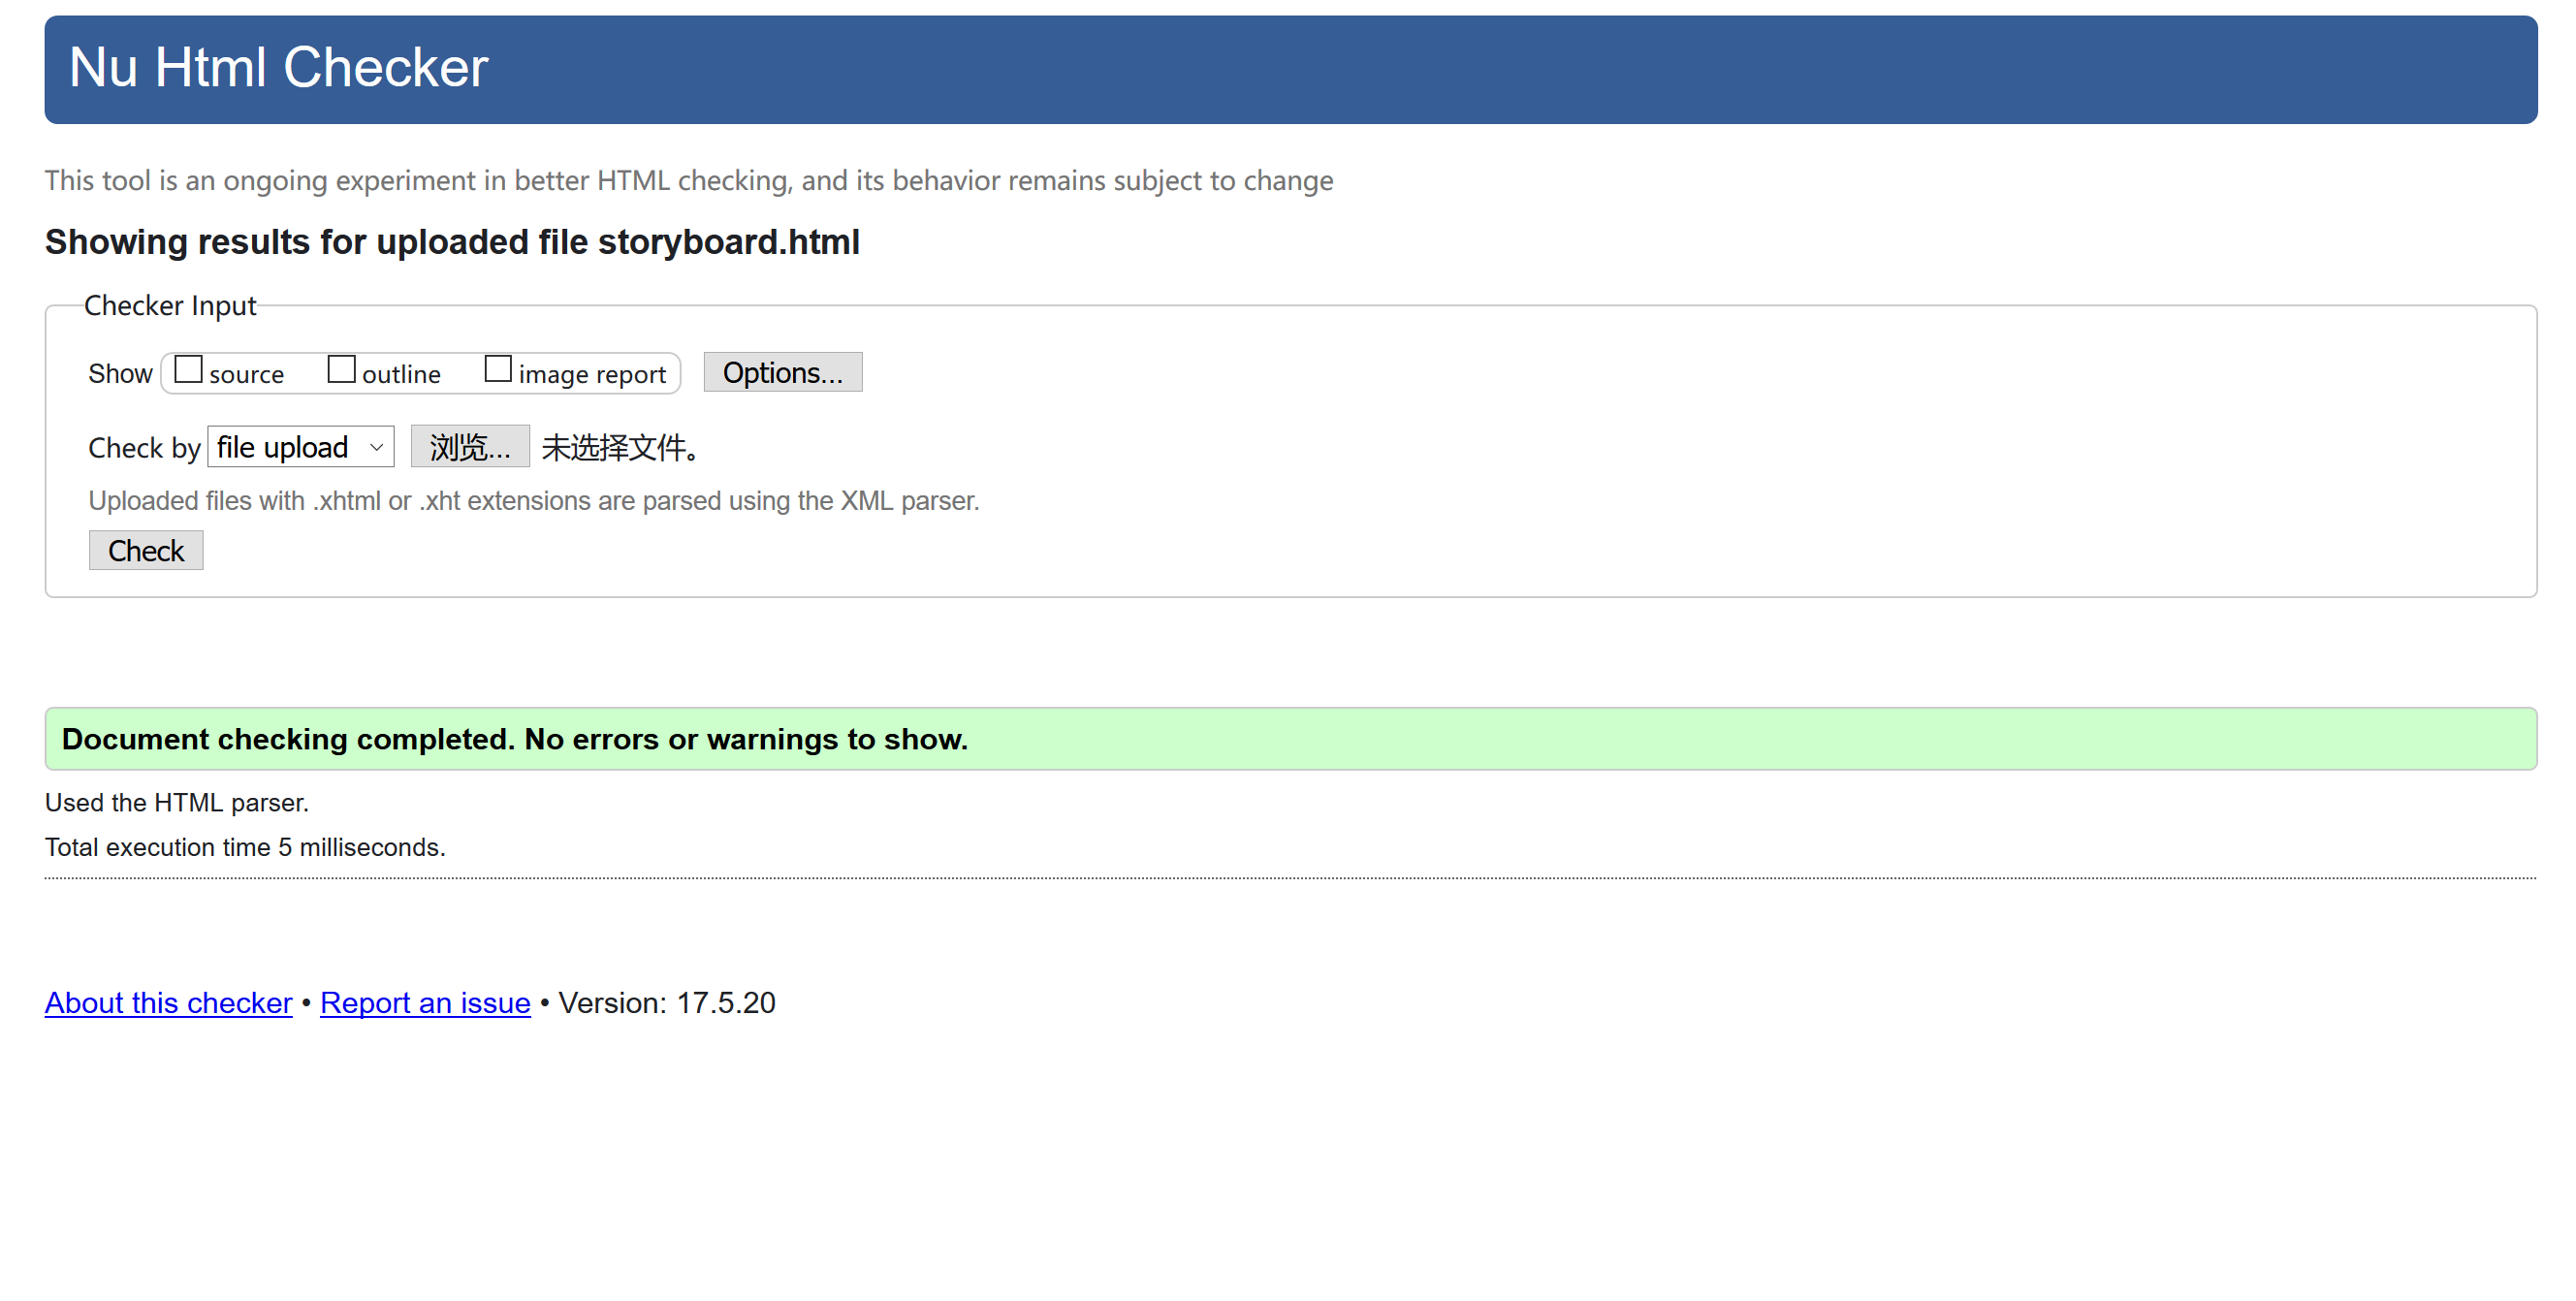 Nu Html Checker
This tool is an ongoing experiment in better HTML checking, and its behavior remains subject to change
Showing results for uploaded file storyboard.html
Checker Input
Show source outline image report Options...
Check by file upload 浏览... 未选择文件。
Uploaded files with .xhtml or .xht extensions are parsed using the XML parser.
Check
Document checking completed. No errors or warnings to show.
Used the HTML parser.
Total execution time 5 milliseconds.
About this checker • Report an issue • Version: 17.5.20